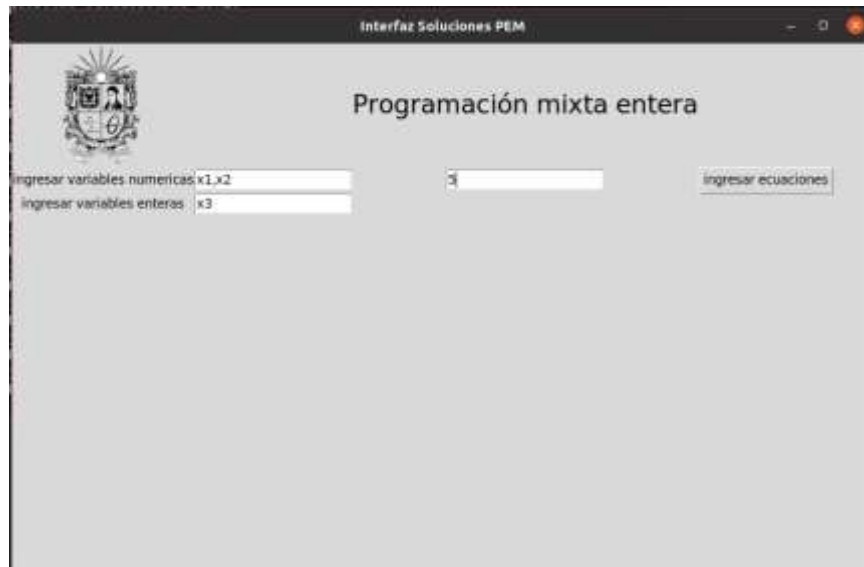 Interfaz Soluciones PEM
Programación mixta entera
ingresar variables numericas x1,x2 5 ingresar ecuaciones
ingresar variables enteras x3